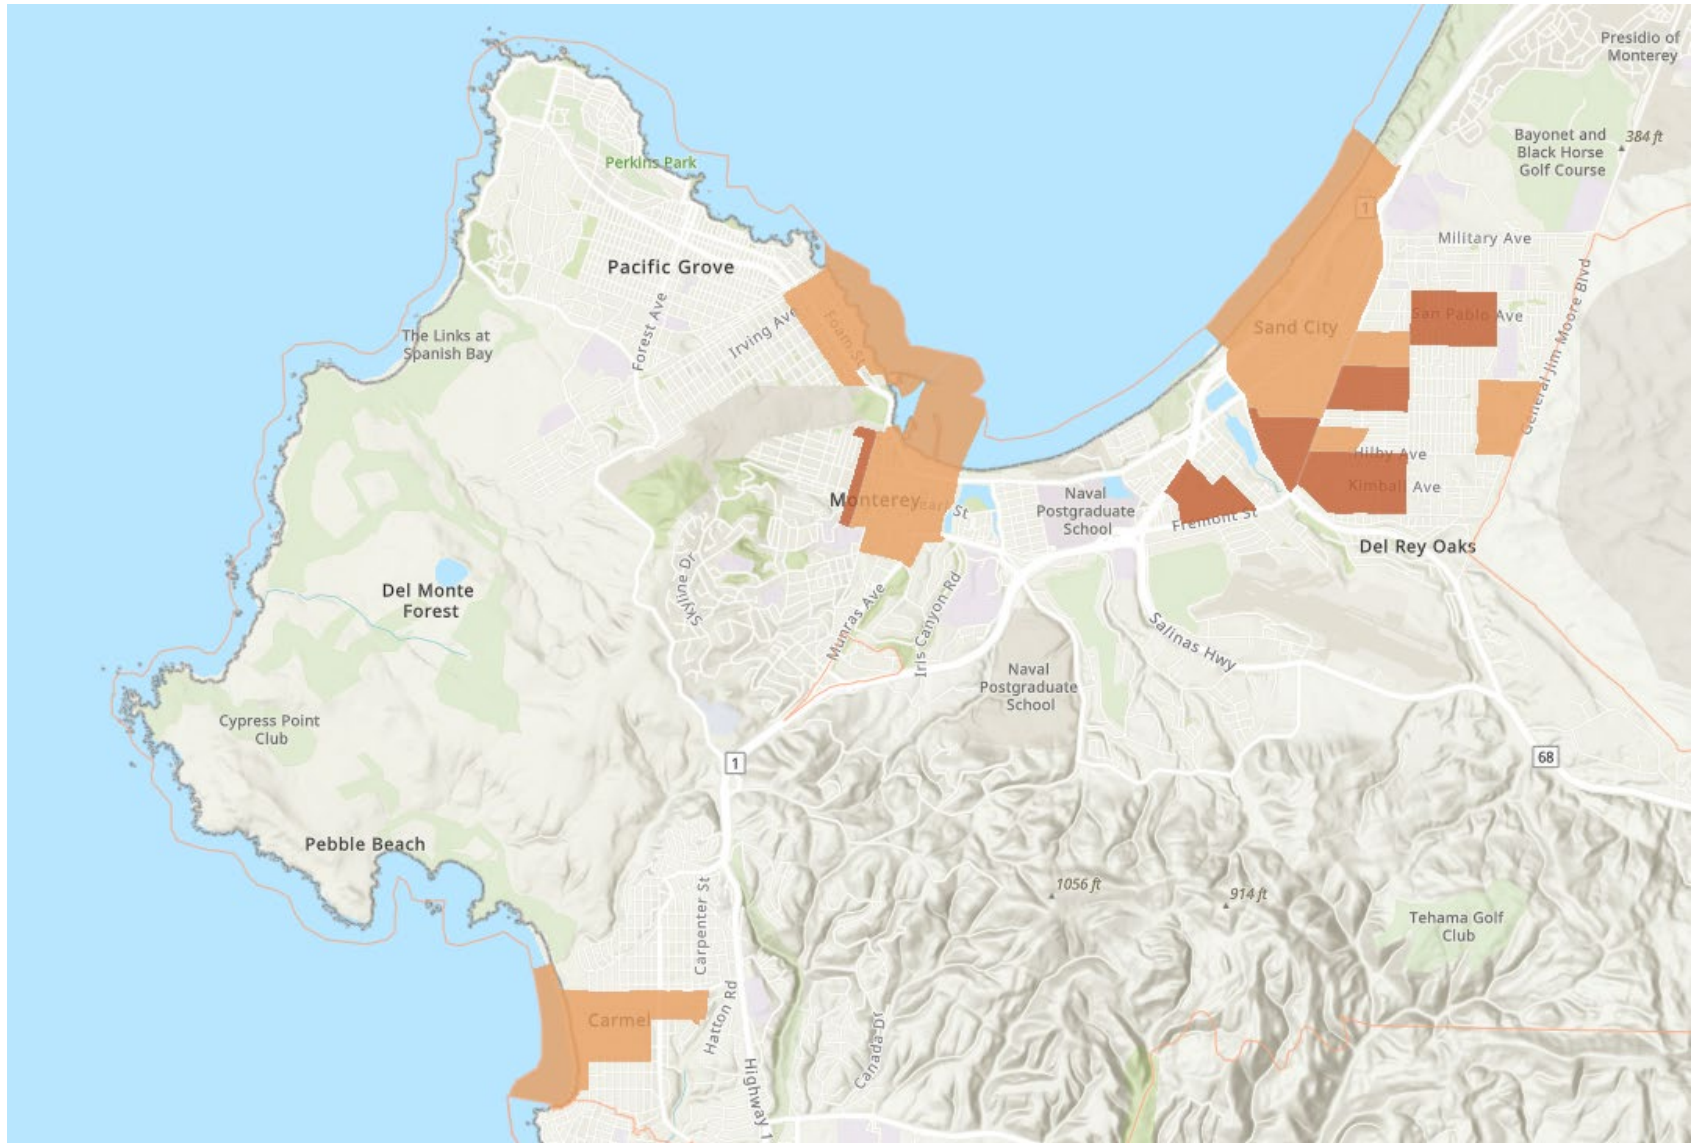 Presidio of
Monterey
Bayonet and
Black Horse
Golf Course
384 ft
Perkins Park
1
Military Ave
Pacific Grove
San Pablo Ave
Foam St
Sand City
Irving Ave
Forest Ave
The Links at
Spanish Bay
General Jim Moore Blvd
Hilby Ave
Kimball Ave
Monterey
Pearl St
Naval
Postgraduate
School
Fremont St
Del Rey Oaks
Skyline Dr
Del Monte
Forest
Munras Ave
Iris Canyon Rd
Salinas Hwy
Naval
Postgraduate
School
Cypress Point
Club
1
68
Pebble Beach
1056 ft
914 ft
Carpenter St
Tehama Golf
Club
Carmel
Hatton Rd
Canada Dr
Highway 1